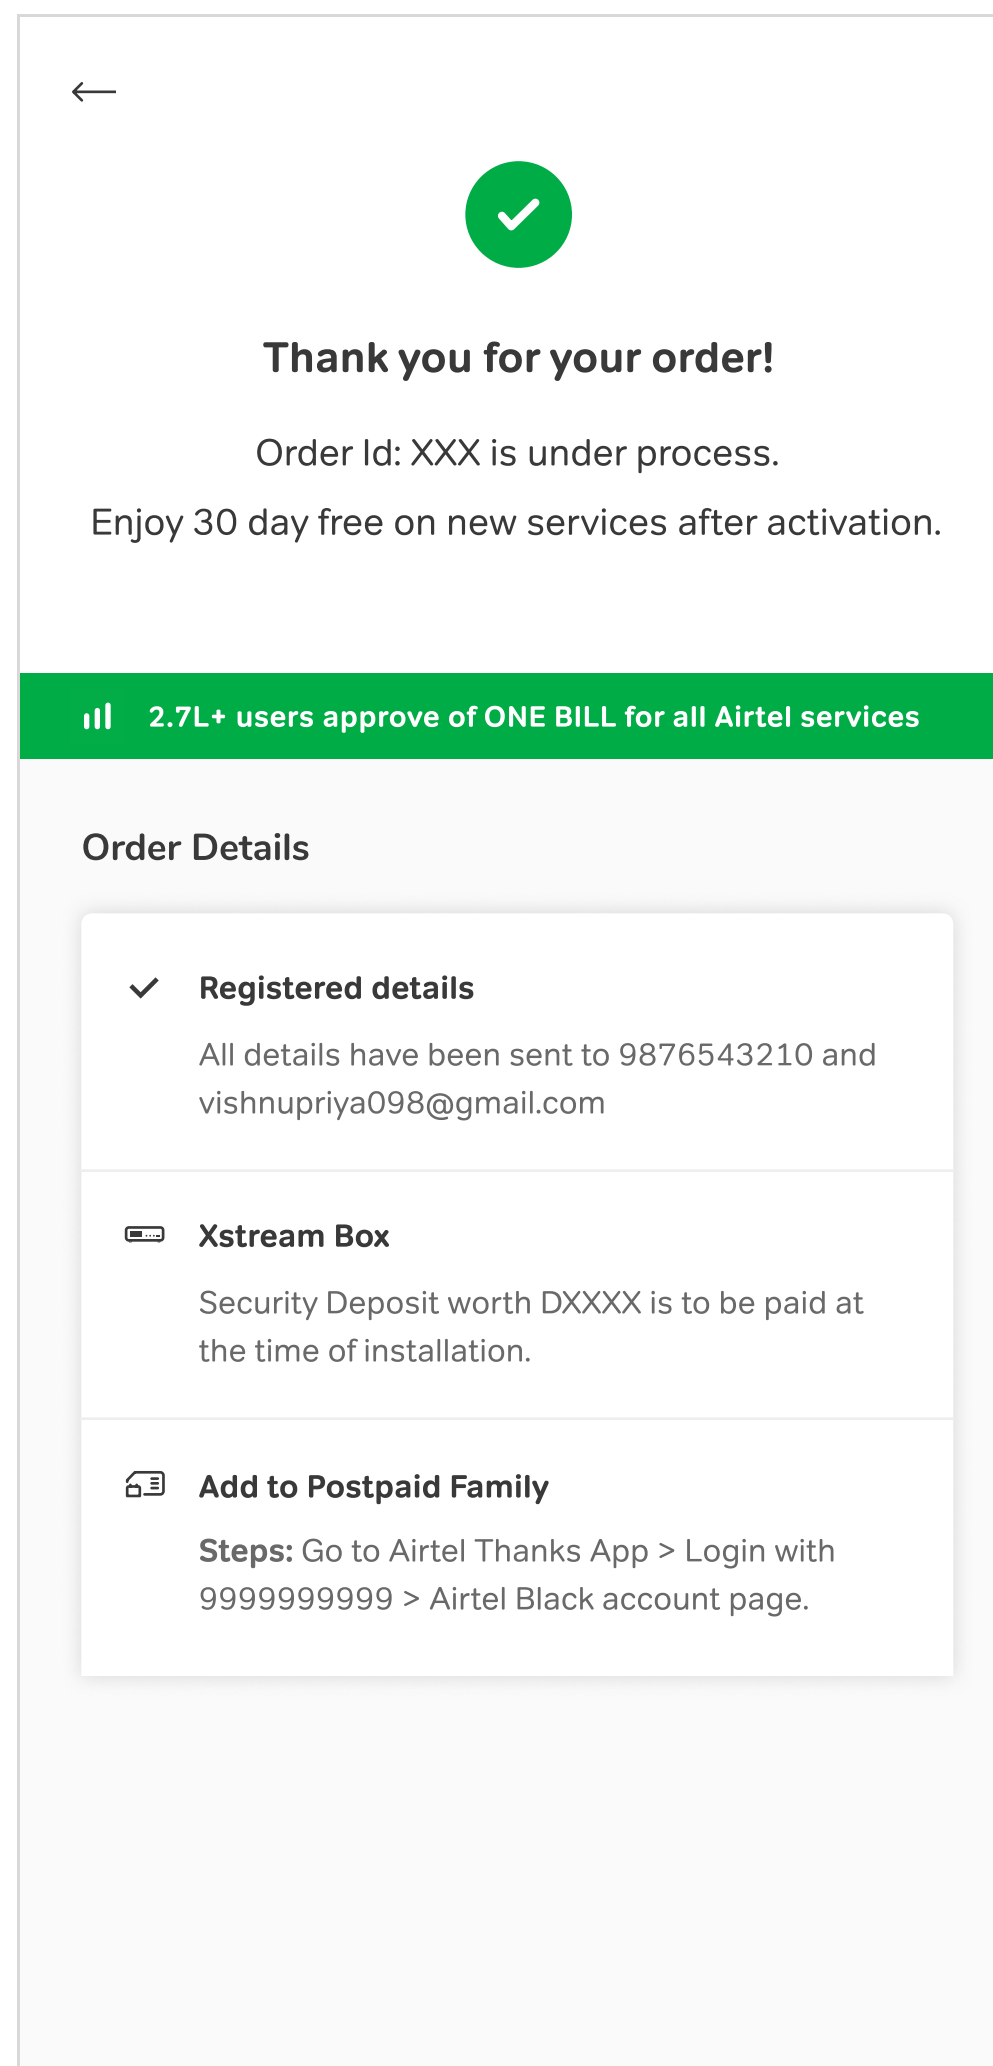 Thank you for your order!
Order Id: XXX is under process.
Enjoy 30 day free on new services after activation.
2.7L+ users approve of ONE BILL for all Airtel services
Order Details
Registered details
All details have been sent to 9876543210 and
vishnupriya098@gmail.com
Xstream Box
Security Deposit worth DXXXX is to be paid at
the time of installation.
Add to Postpaid Family
Steps: Go to Airtel Thanks App > Login with
9999999999 > Airtel Black account page.